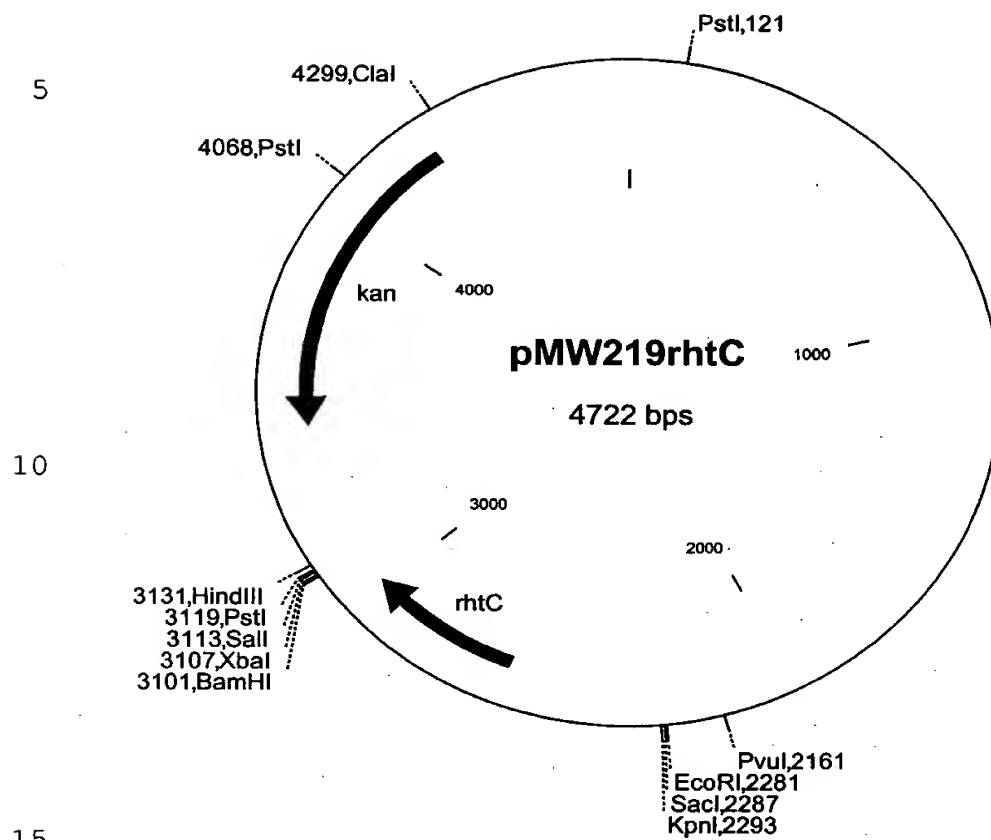 PstI,121
5
4299,ClaI
4068,PstI
kan
4000
pMW219rhtC
1000
4722 bps
10
3000
2000
rhtC
3131,HindIII
3119,PstI
3113,SalI
3107,XbaI
3101,BamHI
PvuI,2161
EcoRI,2281
SacI,2287
KpnI,2293
15